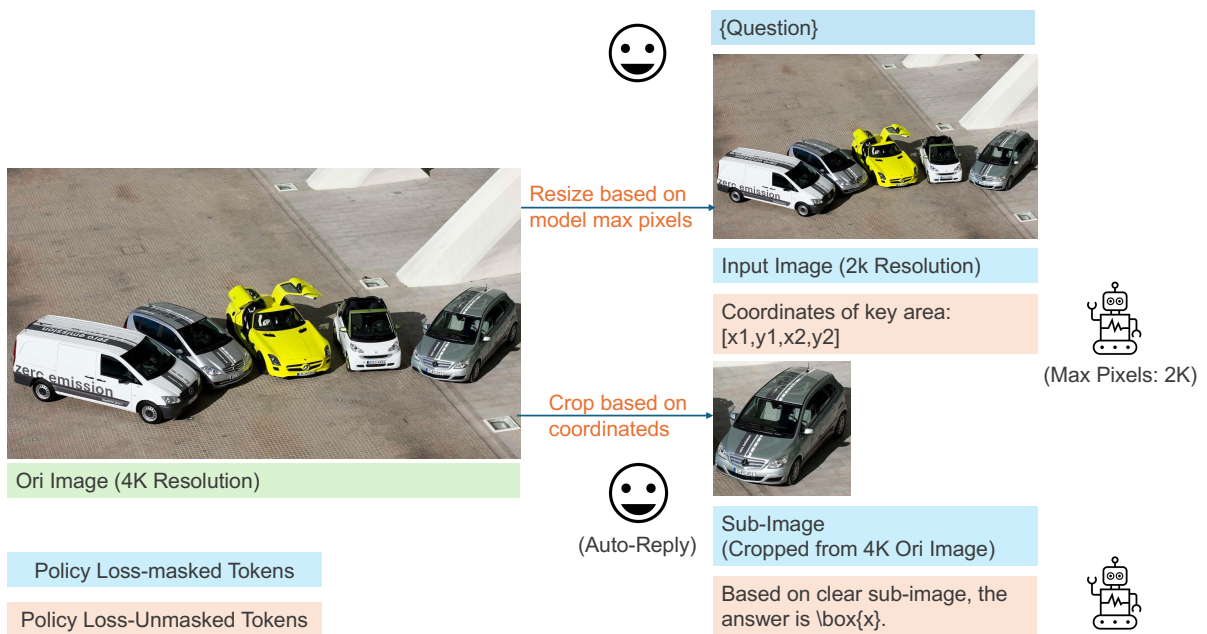 {Question}
zero emission
Resize based on
model max pixels
zero emission
Input Image (2k Resolution)
Coordinates of key area:
[x1,y1,x2,y2]
(Max Pixels: 2K)
Crop based on
coordinateds
Ori Image (4K Resolution)
(Auto-Reply)
Sub-Image
(Cropped from 4K Ori Image)
Policy Loss-masked Tokens
Based on clear sub-image, the
answer is \box{x}.
Policy Loss-Unmasked Tokens